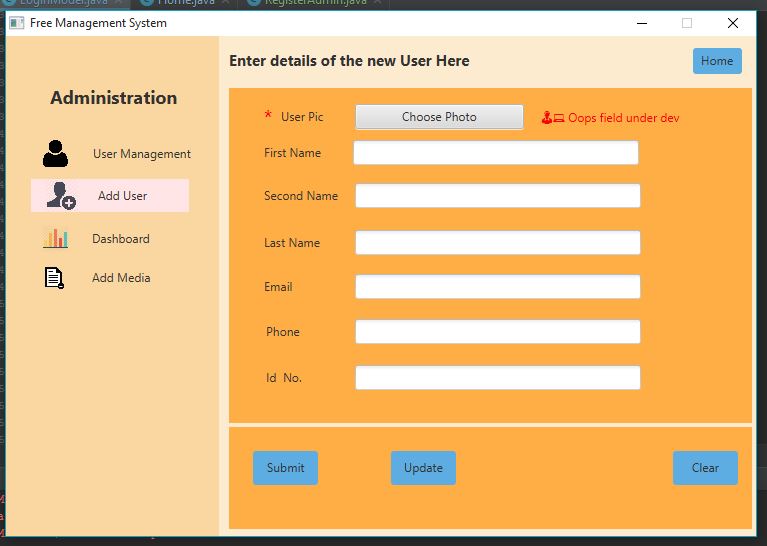 LoginModel.java
Home.java
RegisterAdmin.java
Free Management System
Enter details of the new User Here
Home
Administration
User Management
Add User
Dashboard
Add Media
* User Pic
Choose Photo
Oops field under dev
First Name
Second Name
Last Name
Email
Phone
Id No.
Submit
Update
Clear